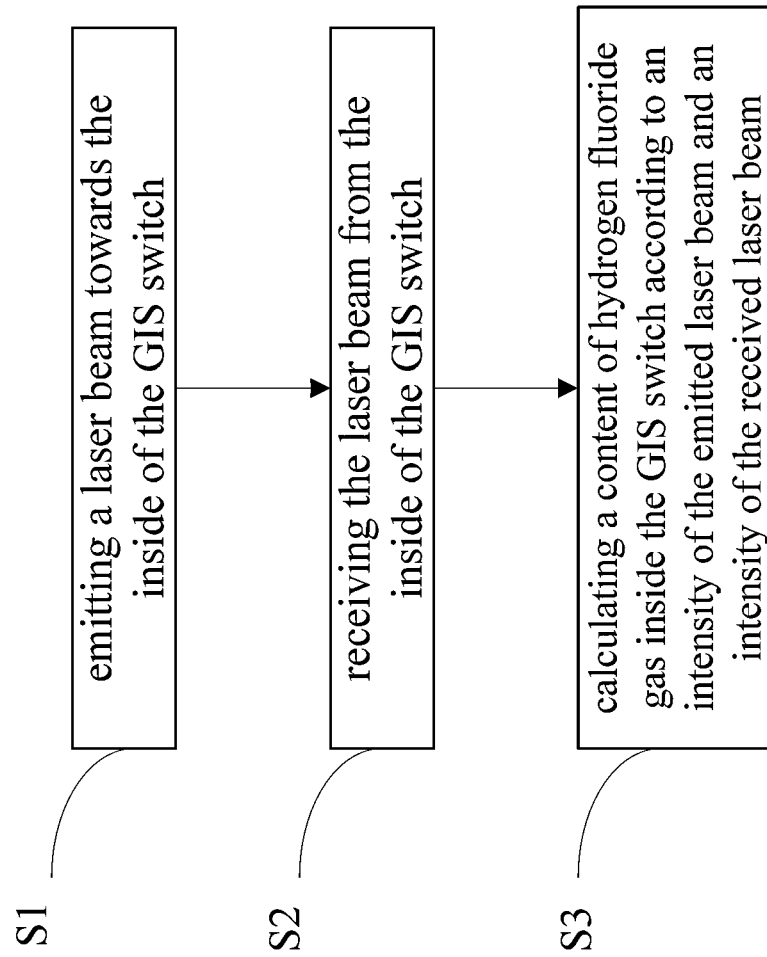 S1
emitting a laser beam towards the
inside of the GIS switch
S2
receiving the laser beam from the
inside of the GIS switch
S3
calculating a content of hydrogen fluoride
gas inside the GIS switch according to an
intensity of the emitted laser beam and an
intensity of the received laser beam